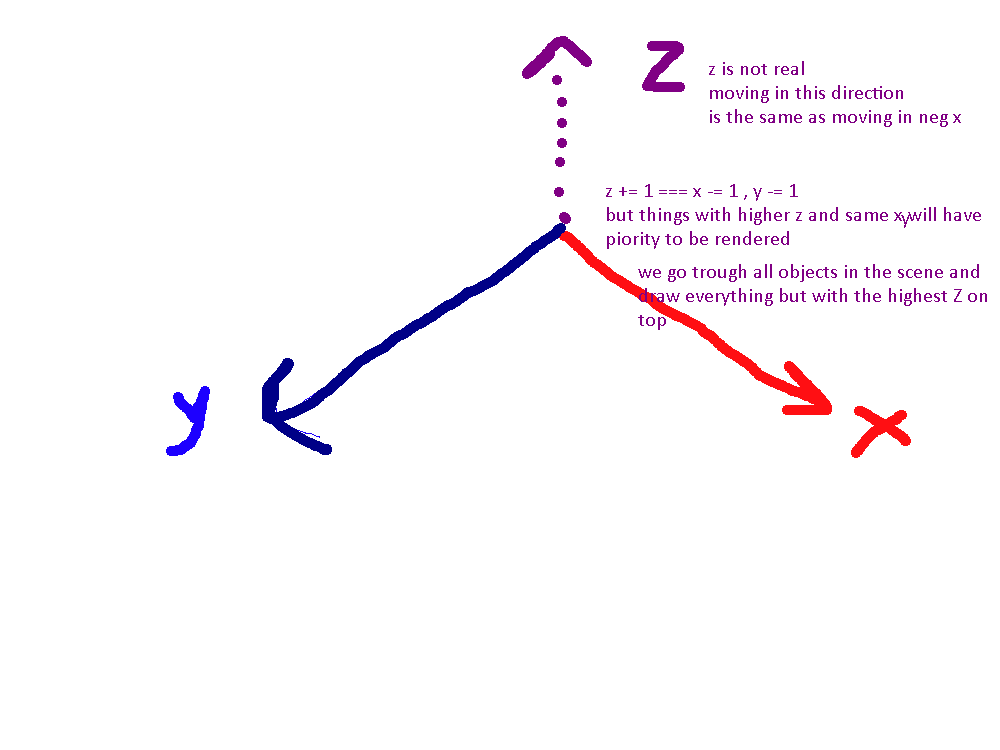 Z
z is not real
moving in this direction
is the same as moving in neg x
z += 1 === x -= 1 , y -= 1
but things with higher z and same xy will have
piority to be rendered
we go trough all objects in the scene and
draw everything but with the highest Z on
top
y
x